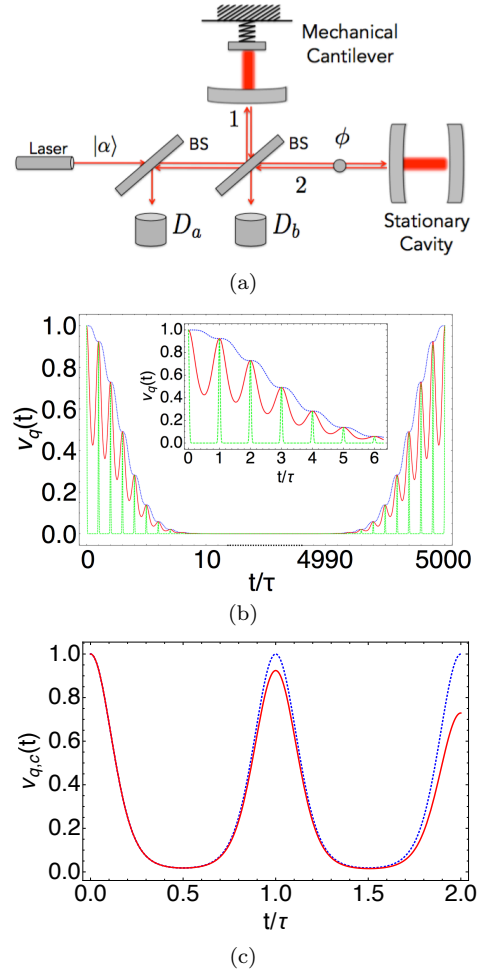 Mechanical
Cantilever
1
BS
BS
ϕ
Laser
|α⟩
2
D_a
D_b
Stationary
Cavity
(a)
1.0
0.8
0.6
0.4
0.2
0.0
ν_q(t)
1.0
0.8
0.6
0.4
0.2
0.0
ν_q(t)
0 1 2 3 4 5 6
t/τ
0 10 4990 5000
t/τ
(b)
1.0
0.8
0.6
0.4
0.2
0.0
ν_{q,c}(t)
0.0 0.5 1.0 1.5 2.0
t/τ
(c)